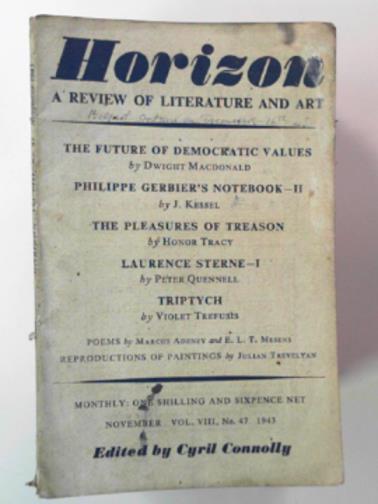 Horizon
A REVIEW OF LITERATURE AND ART
THE FUTURE OF DEMOCRATIC VALUES
by DWIGHT MACDONALD
PHILIPPE GERBIER'S NOTEBOOK—II
by J. KESSEL
THE PLEASURES OF TREASON
by HONOR TRACY
LAURENCE STERNE—I
by PETER QUENNELL
TRIPTYCH
by VIOLET TREFUSIS
POEMS by MARCUS ADENEY and E. L. T. MESENS
REPRODUCTIONS OF PAINTINGS by JULIAN TREVELYAN
MONTHLY: ONE SHILLING AND SIXPENCE NET
NOVEMBER VOL. VIII, No. 47 1943
Edited by Cyril Connolly